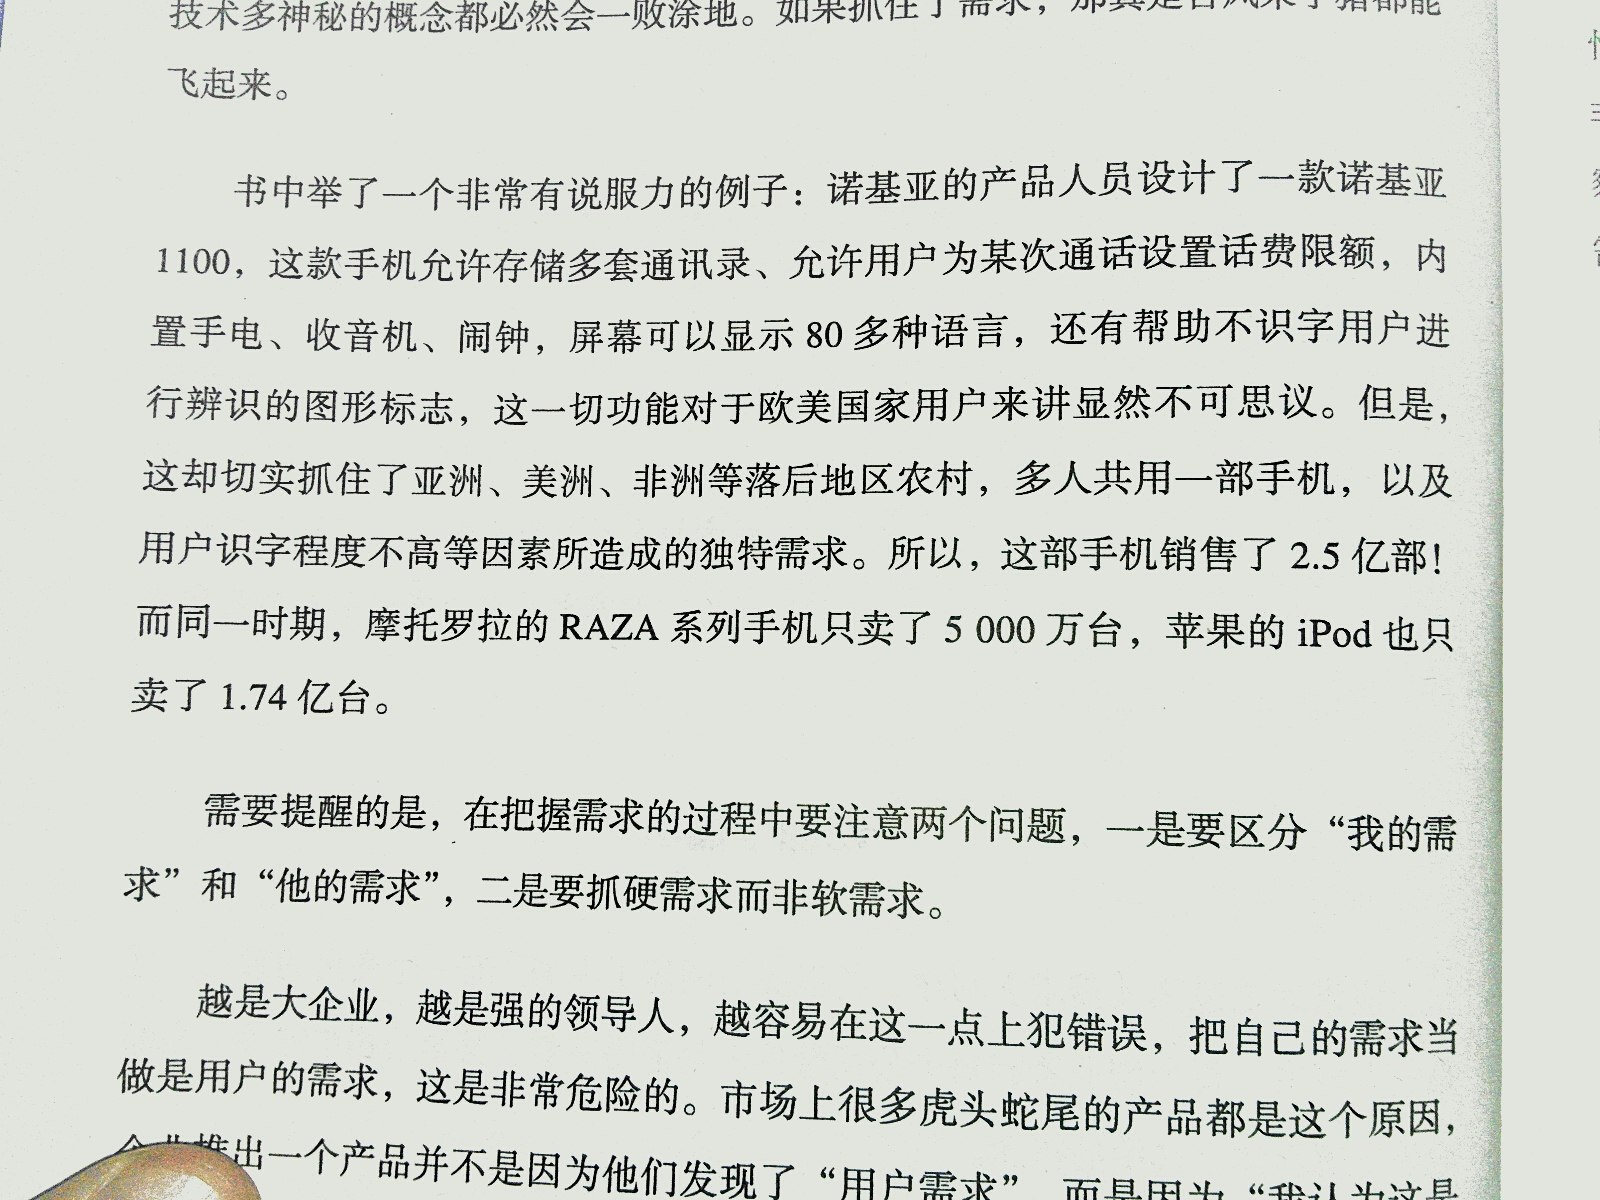 技术多神秘的概念都必然会一败涂地。如果抓住了需求，那真是台风来了猪都能
飞起来。
书中举了一个非常有说服力的例子：诺基亚的产品人员设计了一款诺基亚
1100，这款手机允许存储多套通讯录、允许用户为某次通话设置话费限额，内
置手电、收音机、闹钟，屏幕可以显示 80 多种语言，还有帮助不识字用户进
行辨识的图形标志，这一切功能对于欧美国家用户来讲显然不可思议。但是，
这却切实抓住了亚洲、美洲、非洲等落后地区农村，多人共用一部手机，以及
用户识字程度不高等因素所造成的独特需求。所以，这部手机销售了 2.5 亿部！
而同一时期，摩托罗拉的 RAZA 系列手机只卖了 5 000 万台，苹果的 iPod 也只
卖了 1.74 亿台。
需要提醒的是，在把握需求的过程中要注意两个问题，一是要区分“我的需
求”和“他的需求”，二是要抓硬需求而非软需求。
越是大企业，越是强的领导人，越容易在这一点上犯错误，把自己的需求当
做是用户的需求，这是非常危险的。市场上很多虎头蛇尾的产品都是这个原因，
企业推出一个产品并不是因为他们发现了“用户需求”，而是因为“我认为这是